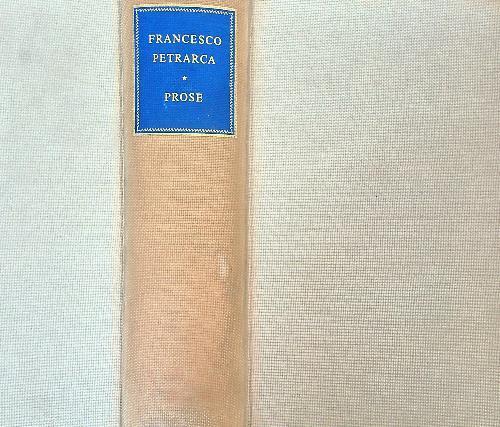 FRANCESCO
PETRARCA
*
PROSE